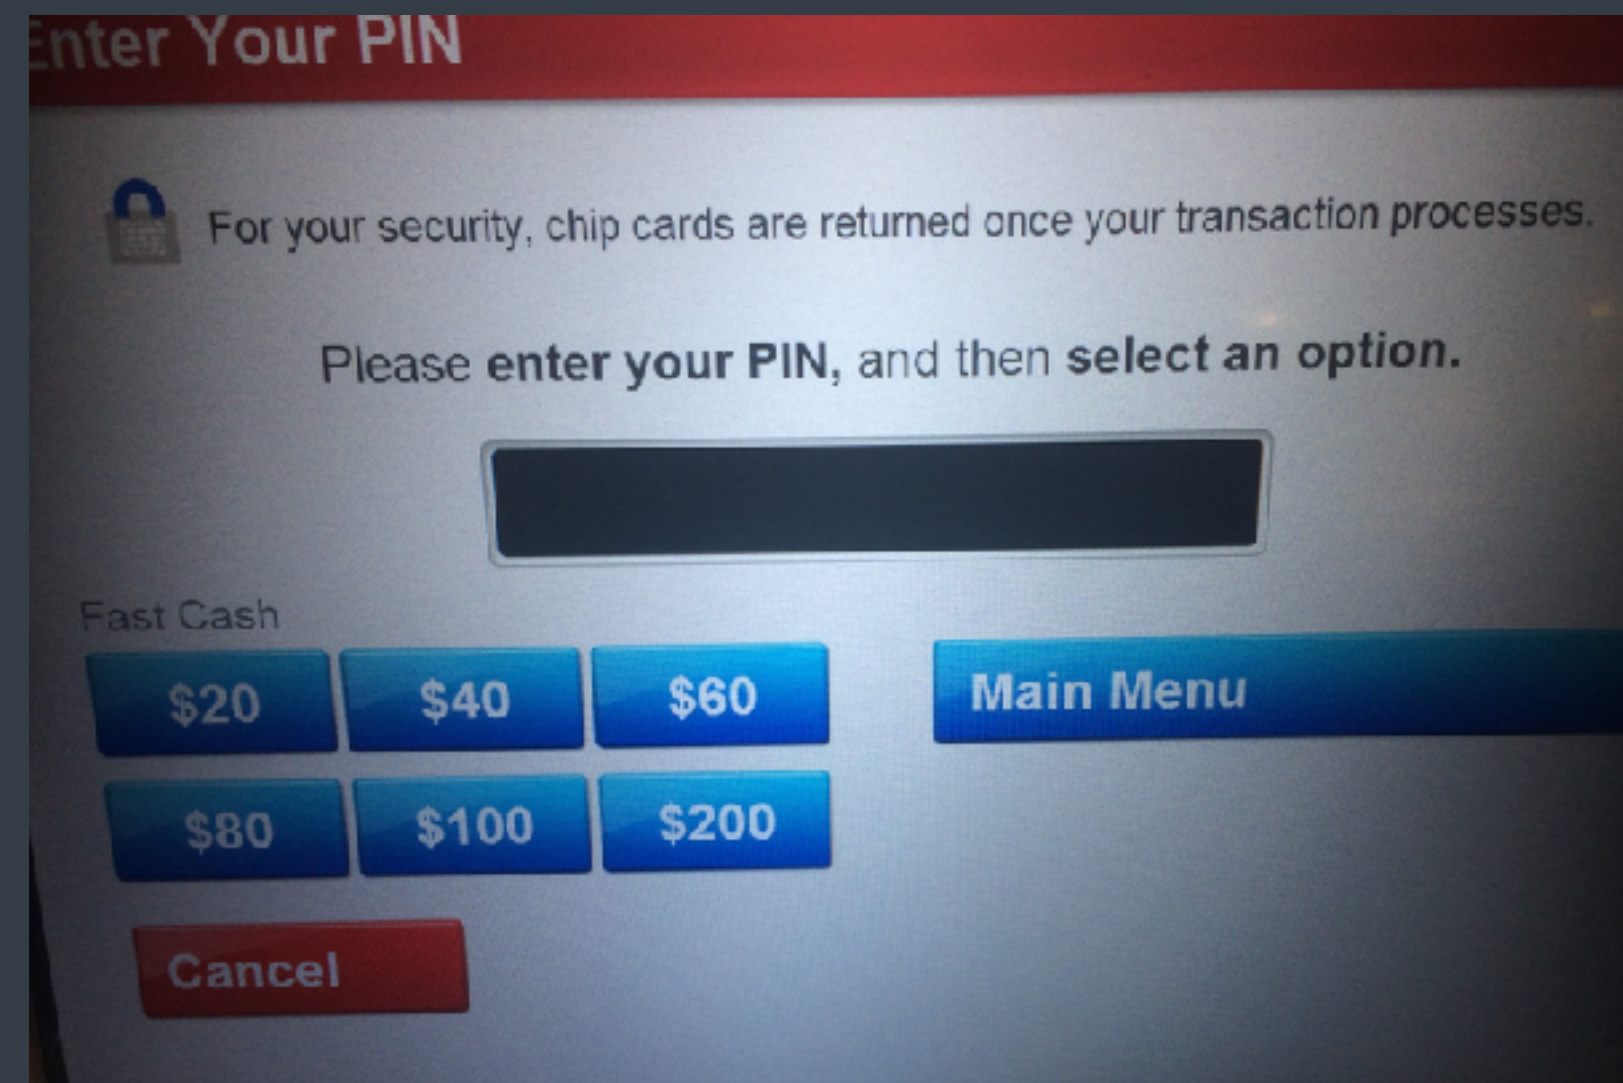 Enter Your PIN
For your security, chip cards are returned once your transaction processes.
Please enter your PIN, and then select an option.
Fast Cash
$20 $40 $60 Main Menu
$80 $100 $200
Cancel